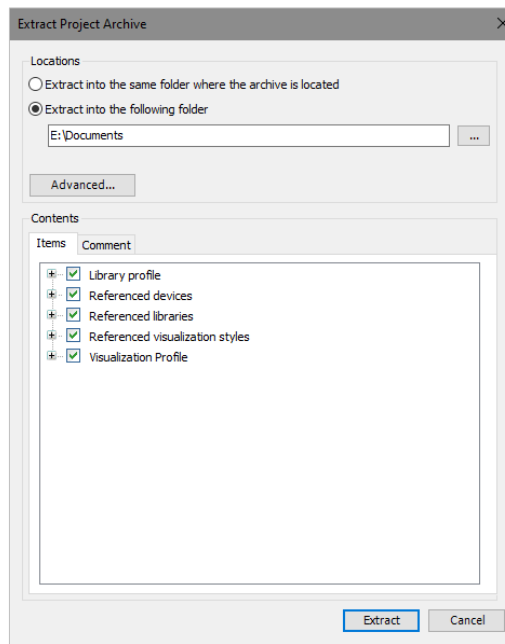 Extract Project Archive
Locations
Extract into the same folder where the archive is located
Extract into the following folder
E:\Documents
...
Advanced...
Contents
Items Comment
Library profile
Referenced devices
Referenced libraries
Referenced visualization styles
Visualization Profile
Extract Cancel